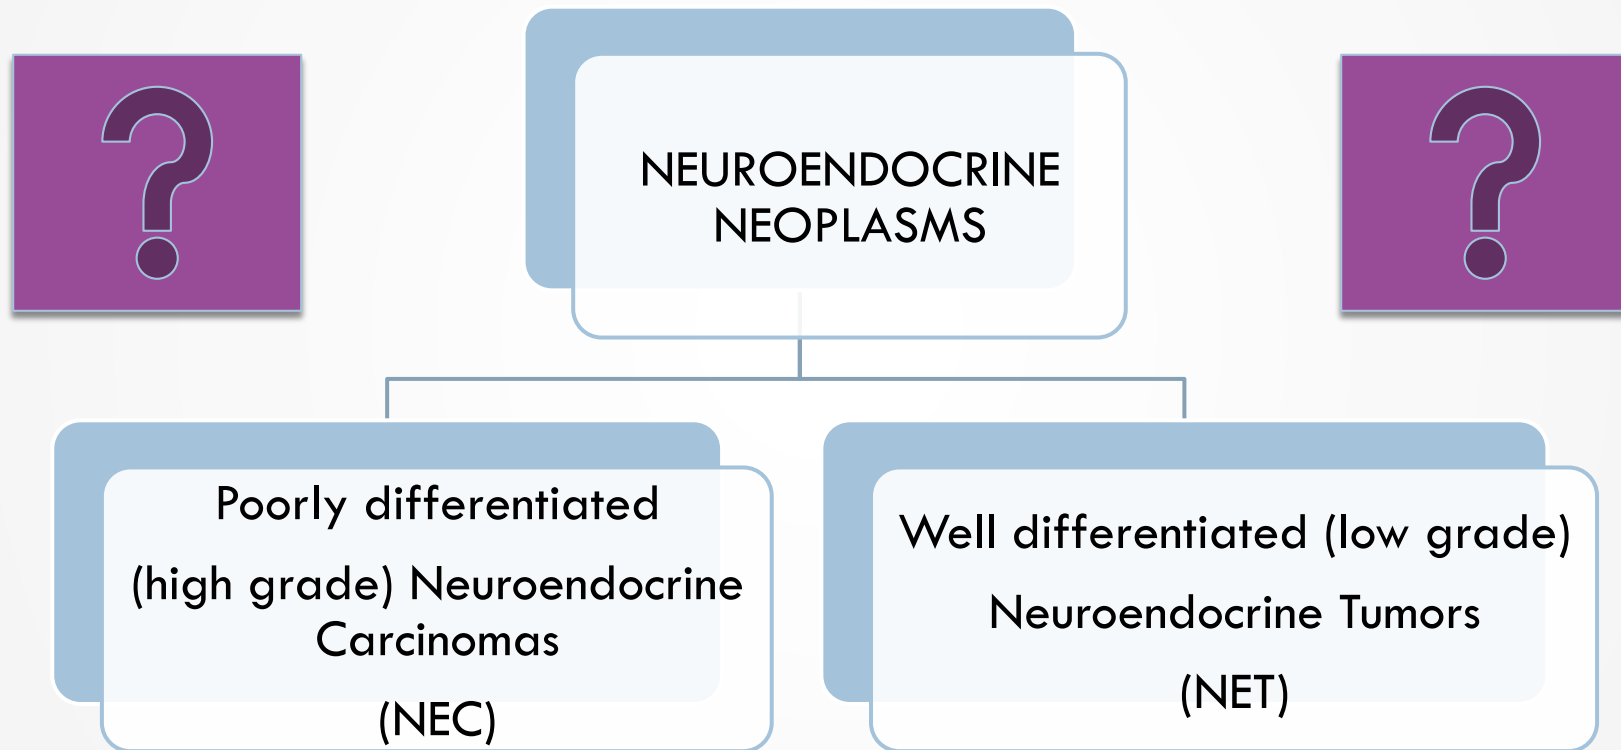 NEUROENDOCRINE
NEOPLASMS
Poorly differentiated
(high grade) Neuroendocrine
Carcinomas
(NEC)
Well differentiated (low grade)
Neuroendocrine Tumors
(NET)